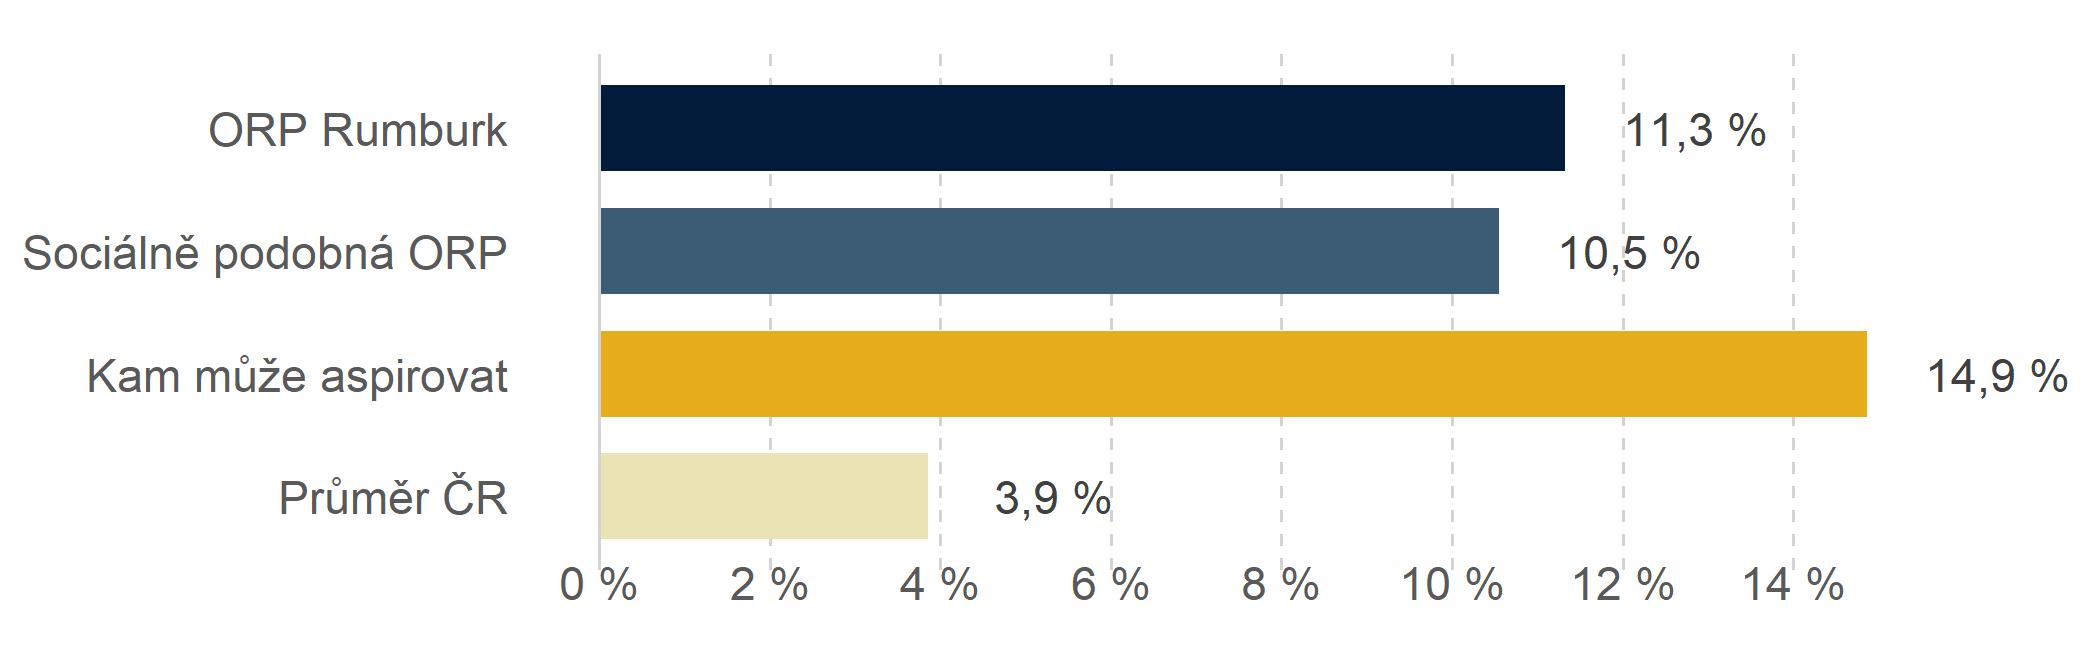 ORP Rumburk 11,3 %
Sociálně podobná ORP 10,5 %
Kam může aspirovat 14,9 %
Průměr ČR 3,9 %
0 % 2 % 4 % 6 % 8 % 10 % 12 % 14 %